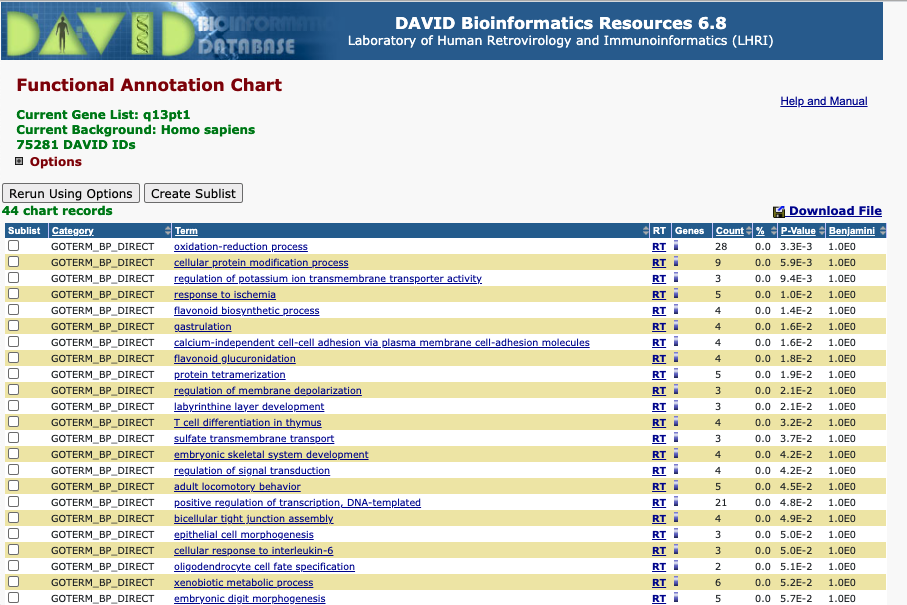 DAVID BIOINFORMATICS DATABASE
DAVID Bioinformatics Resources 6.8
Laboratory of Human Retrovirology and Immunoinformatics (LHRI)
Functional Annotation Chart
Help and Manual
Current Gene List: q13pt1
Current Background: Homo sapiens
75281 DAVID IDs
Options
Rerun Using Options Create Sublist
44 chart records
Download File
Sublist Category Term RT Genes Count % P-Value Benjamini
GOTERM_BP_DIRECT oxidation-reduction process RT 28 0.0 3.3E-3 1.0E0
GOTERM_BP_DIRECT cellular protein modification process RT 9 0.0 5.9E-3 1.0E0
GOTERM_BP_DIRECT regulation of potassium ion transmembrane transporter activity RT 3 0.0 9.4E-3 1.0E0
GOTERM_BP_DIRECT response to ischemia RT 5 0.0 1.0E-2 1.0E0
GOTERM_BP_DIRECT flavonoid biosynthetic process RT 4 0.0 1.4E-2 1.0E0
GOTERM_BP_DIRECT gastrulation RT 4 0.0 1.6E-2 1.0E0
GOTERM_BP_DIRECT calcium-independent cell-cell adhesion via plasma membrane cell-adhesion molecules RT 4 0.0 1.6E-2 1.0E0
GOTERM_BP_DIRECT flavonoid glucuronidation RT 4 0.0 1.8E-2 1.0E0
GOTERM_BP_DIRECT protein tetramerization RT 5 0.0 1.9E-2 1.0E0
GOTERM_BP_DIRECT regulation of membrane depolarization RT 3 0.0 2.1E-2 1.0E0
GOTERM_BP_DIRECT labyrinthine layer development RT 3 0.0 2.1E-2 1.0E0
GOTERM_BP_DIRECT T cell differentiation in thymus RT 4 0.0 3.2E-2 1.0E0
GOTERM_BP_DIRECT sulfate transmembrane transport RT 3 0.0 3.7E-2 1.0E0
GOTERM_BP_DIRECT embryonic skeletal system development RT 4 0.0 4.2E-2 1.0E0
GOTERM_BP_DIRECT regulation of signal transduction RT 4 0.0 4.2E-2 1.0E0
GOTERM_BP_DIRECT adult locomotory behavior RT 5 0.0 4.5E-2 1.0E0
GOTERM_BP_DIRECT positive regulation of transcription, DNA-templated RT 21 0.0 4.8E-2 1.0E0
GOTERM_BP_DIRECT bicellular tight junction assembly RT 4 0.0 4.9E-2 1.0E0
GOTERM_BP_DIRECT epithelial cell morphogenesis RT 3 0.0 5.0E-2 1.0E0
GOTERM_BP_DIRECT cellular response to interleukin-6 RT 3 0.0 5.0E-2 1.0E0
GOTERM_BP_DIRECT oligodendrocyte cell fate specification RT 2 0.0 5.1E-2 1.0E0
GOTERM_BP_DIRECT xenobiotic metabolic process RT 6 0.0 5.2E-2 1.0E0
GOTERM_BP_DIRECT embryonic digit morphogenesis RT 5 0.0 5.7E-2 1.0E0